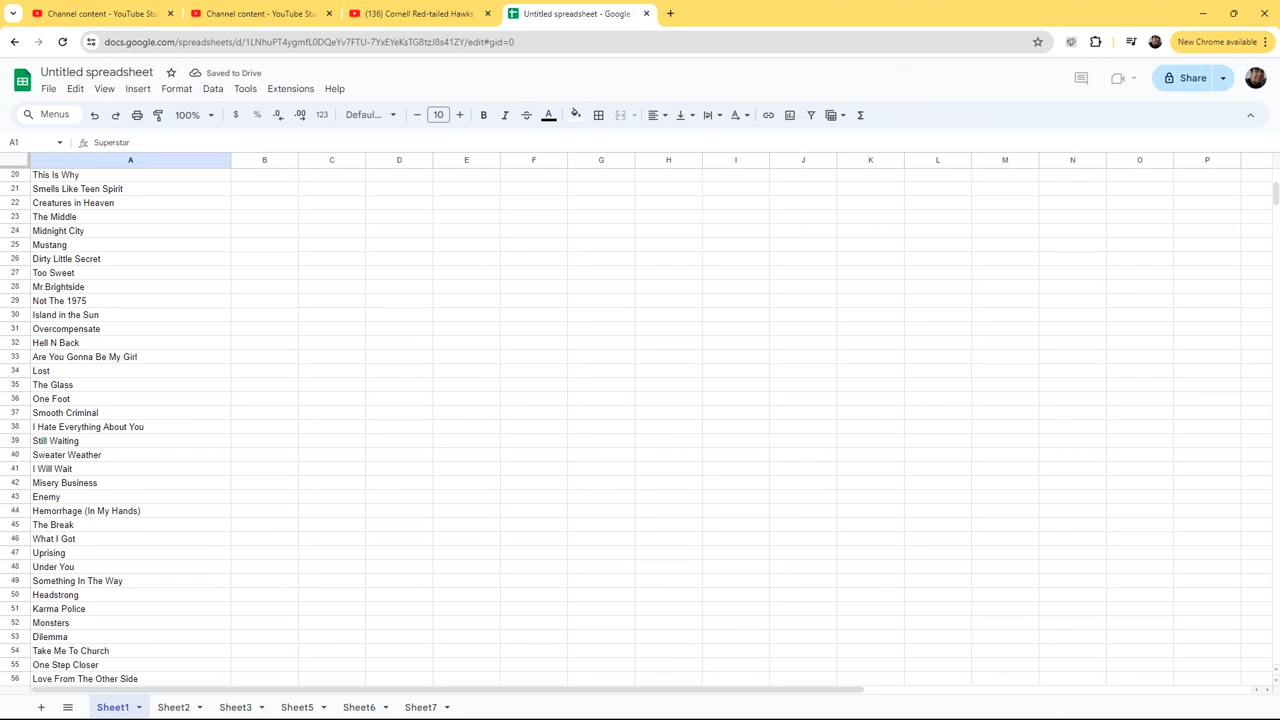 Channel content - YouTube Stu
Channel content - YouTube Stu
(136) Cornell Red-tailed Hawks
Untitled spreadsheet - Google S
docs.google.com/spreadsheets/d/1LNhuPT4ygmfL0DQeYv7FTU-7YxEYeKsTG8tzJ8s41ZY/edit#gid=0
New Chrome available
Untitled spreadsheet
Saved to Drive
File Edit View Insert Format Data Tools Extensions Help
Share
Menus
100% $ % .0 .00 123 Defaul... 10 B I S A Σ
A1 fx Superstar
A B C D E F G H I J K L M N O P
20 This Is Why
21 Smells Like Teen Spirit
22 Creatures in Heaven
23 The Middle
24 Midnight City
25 Mustang
26 Dirty Little Secret
27 Too Sweet
28 Mr.Brightside
29 Not The 1975
30 Island in the Sun
31 Overcompensate
32 Hell N Back
33 Are You Gonna Be My Girl
34 Lost
35 The Glass
36 One Foot
37 Smooth Criminal
38 I Hate Everything About You
39 Still Waiting
40 Sweater Weather
41 I Will Wait
42 Misery Business
43 Enemy
44 Hemorrhage (In My Hands)
45 The Break
46 What I Got
47 Uprising
48 Under You
49 Something In The Way
50 Headstrong
51 Karma Police
52 Monsters
53 Dilemma
54 Take Me To Church
55 One Step Closer
56 Love From The Other Side
Sheet1 Sheet2 Sheet3 Sheet5 Sheet6 Sheet7